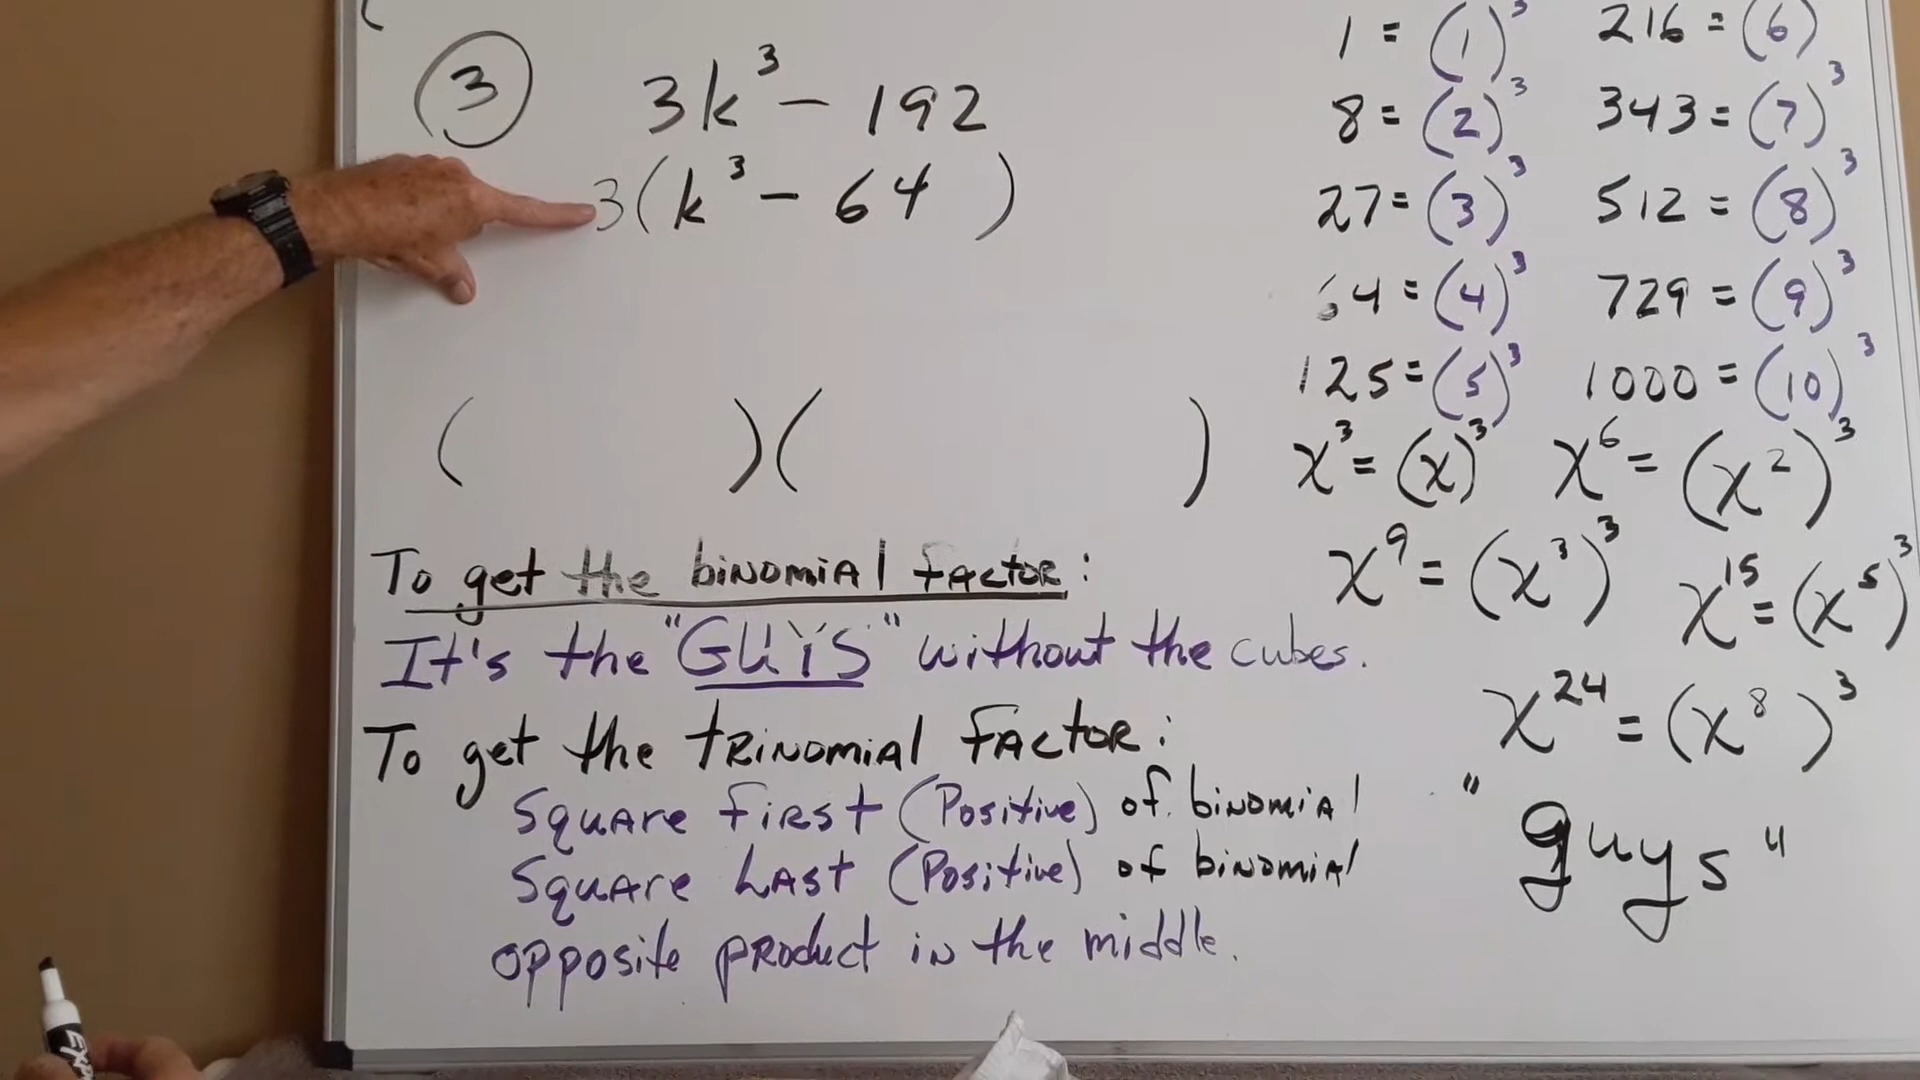 3
3k³ - 192
3(k³ - 64 )
( )( )
To get the binomial factor:
It's the "GUYS" without the cubes.
To get the trinomial factor:
Square first (Positive) of binomial
Square Last (Positive) of binomial
opposite product in the middle.
1 = (1)³
8 = (2)³
27 = (3)³
64 = (4)³
125 = (5)³
216 = (6)
343 = (7)³
512 = (8)³
729 = (9)³
1000 = (10)³
x³ = (x)³
x⁶ = (x²)³
x⁹ = (x³)³
x¹⁵ = (x⁵)³
x²⁴ = (x⁸)³
"guys"
EX